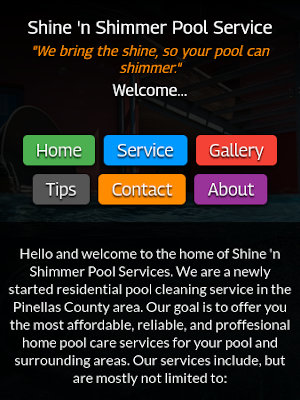 Shine 'n Shimmer Pool Service
"We bring the shine, so your pool can
shimmer."
Welcome...
Home Service Gallery
Tips Contact About
Hello and welcome to the home of Shine 'n
Shimmer Pool Services. We are a newly
started residential pool cleaning service in the
Pinellas County area. Our goal is to offer you
the most affordable, reliable, and proffesional
home pool care services for your pool and
surrounding areas. Our services include, but
are mostly not limited to: